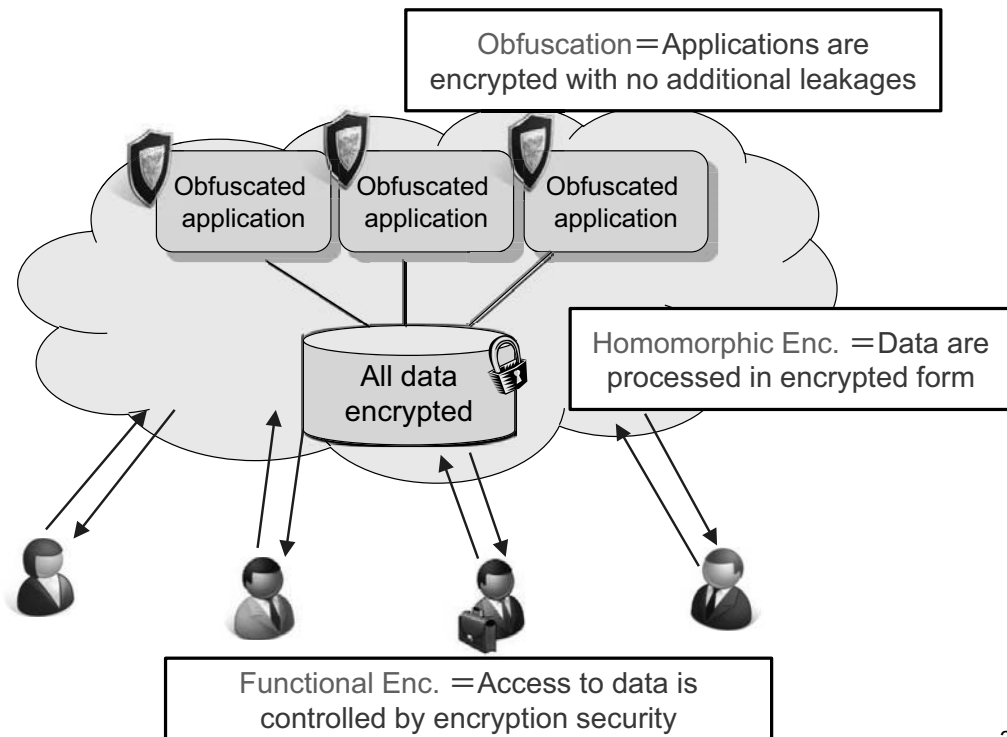 Obfuscation＝Applications are
encrypted with no additional leakages
Obfuscated
application
Obfuscated
application
Obfuscated
application
Homomorphic Enc. ＝Data are
processed in encrypted form
All data
encrypted
Functional Enc. ＝Access to data is
controlled by encryption security